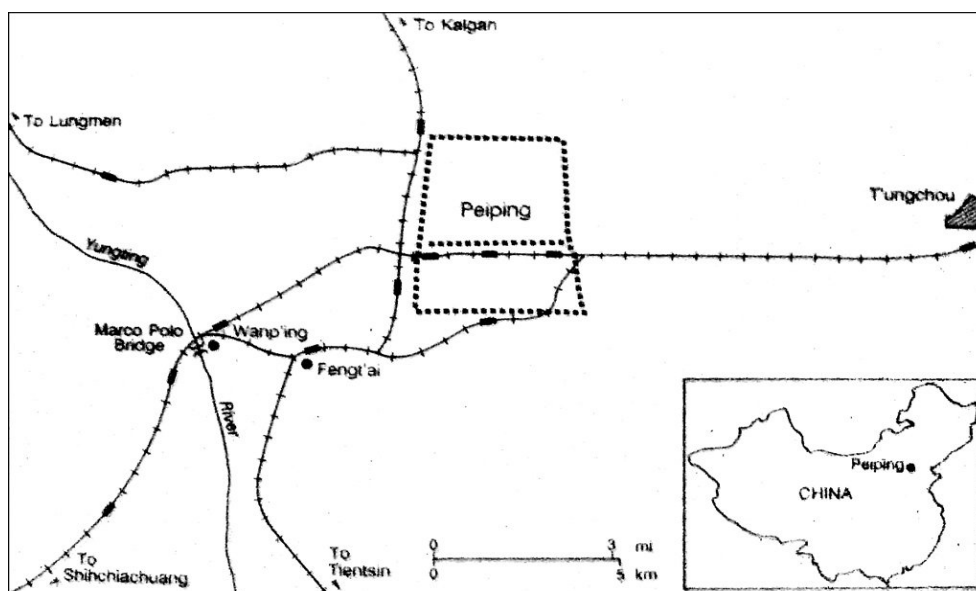 To Kalgan
To Lungmen
Peiping
T'ungchou
Yungting
Marco Polo
Bridge
Wanp'ing
Fengt'ai
River
Peiping
CHINA
0 3 mi
0 5 km
To
Shihchiachuang
To
Tientsin